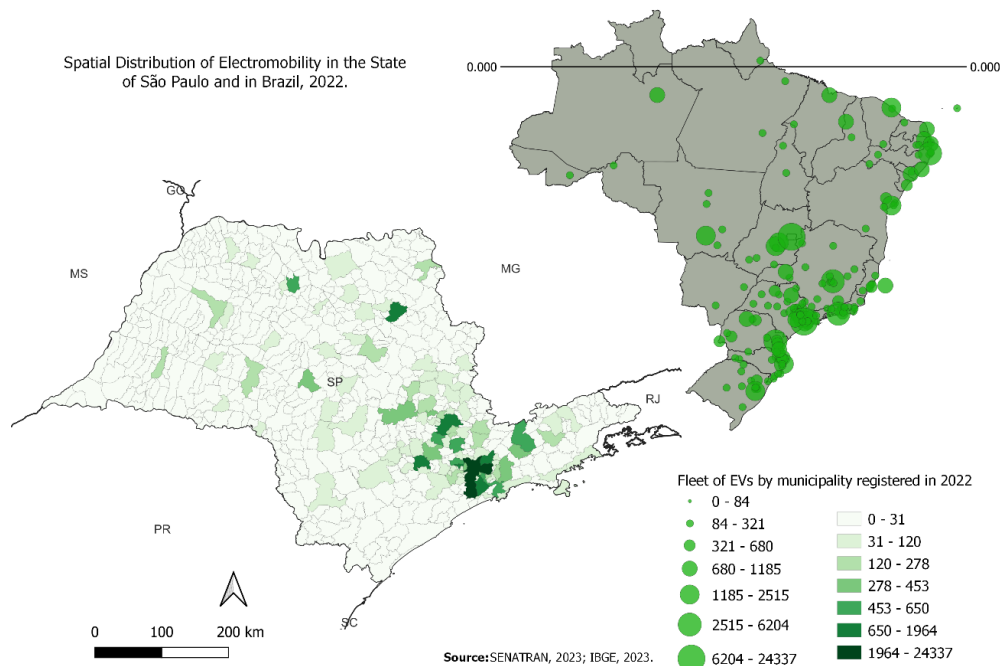 Spatial Distribution of Electromobility in the State
of São Paulo and in Brazil, 2022.
0.000
0.000
GO
MS
MG
SP
RJ
PR
SC
0
100
200 km
Fleet of EVs by municipality registered in 2022
0 - 84
84 - 321
321 - 680
680 - 1185
1185 - 2515
2515 - 6204
6204 - 24337
0 - 31
31 - 120
120 - 278
278 - 453
453 - 650
650 - 1964
1964 - 24337
Source: SENATRAN, 2023; IBGE, 2023.